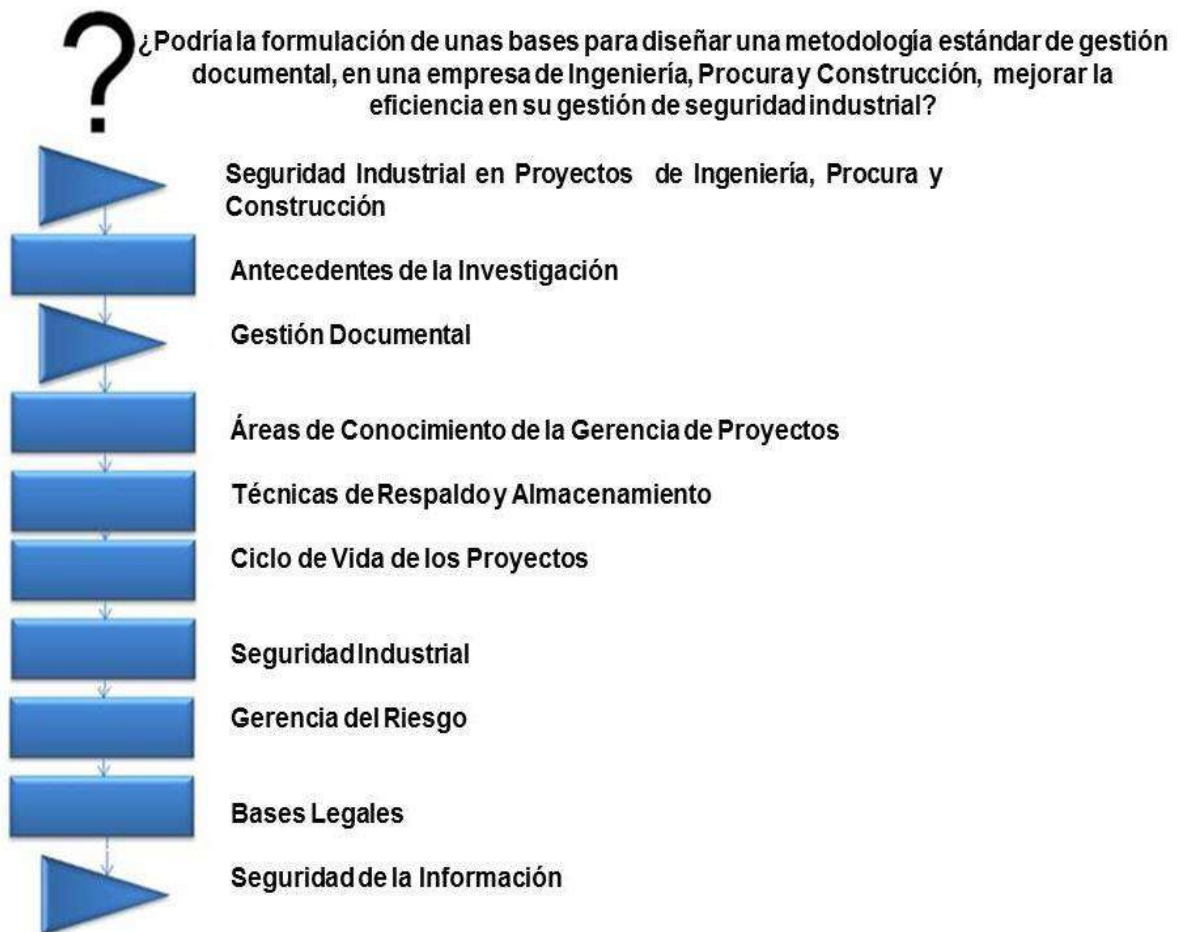 ?
¿Podría la formulación de unas bases para diseñar una metodología estándar de gestión
documental, en una empresa de Ingeniería, Procura y Construcción, mejorar la
eficiencia en su gestión de seguridad industrial?
Seguridad Industrial en Proyectos de Ingeniería, Procura y
Construcción
Antecedentes de la Investigación
Gestión Documental
Áreas de Conocimiento de la Gerencia de Proyectos
Técnicas de Respaldo y Almacenamiento
Ciclo de Vida de los Proyectos
Seguridad Industrial
Gerencia del Riesgo
Bases Legales
Seguridad de la Información